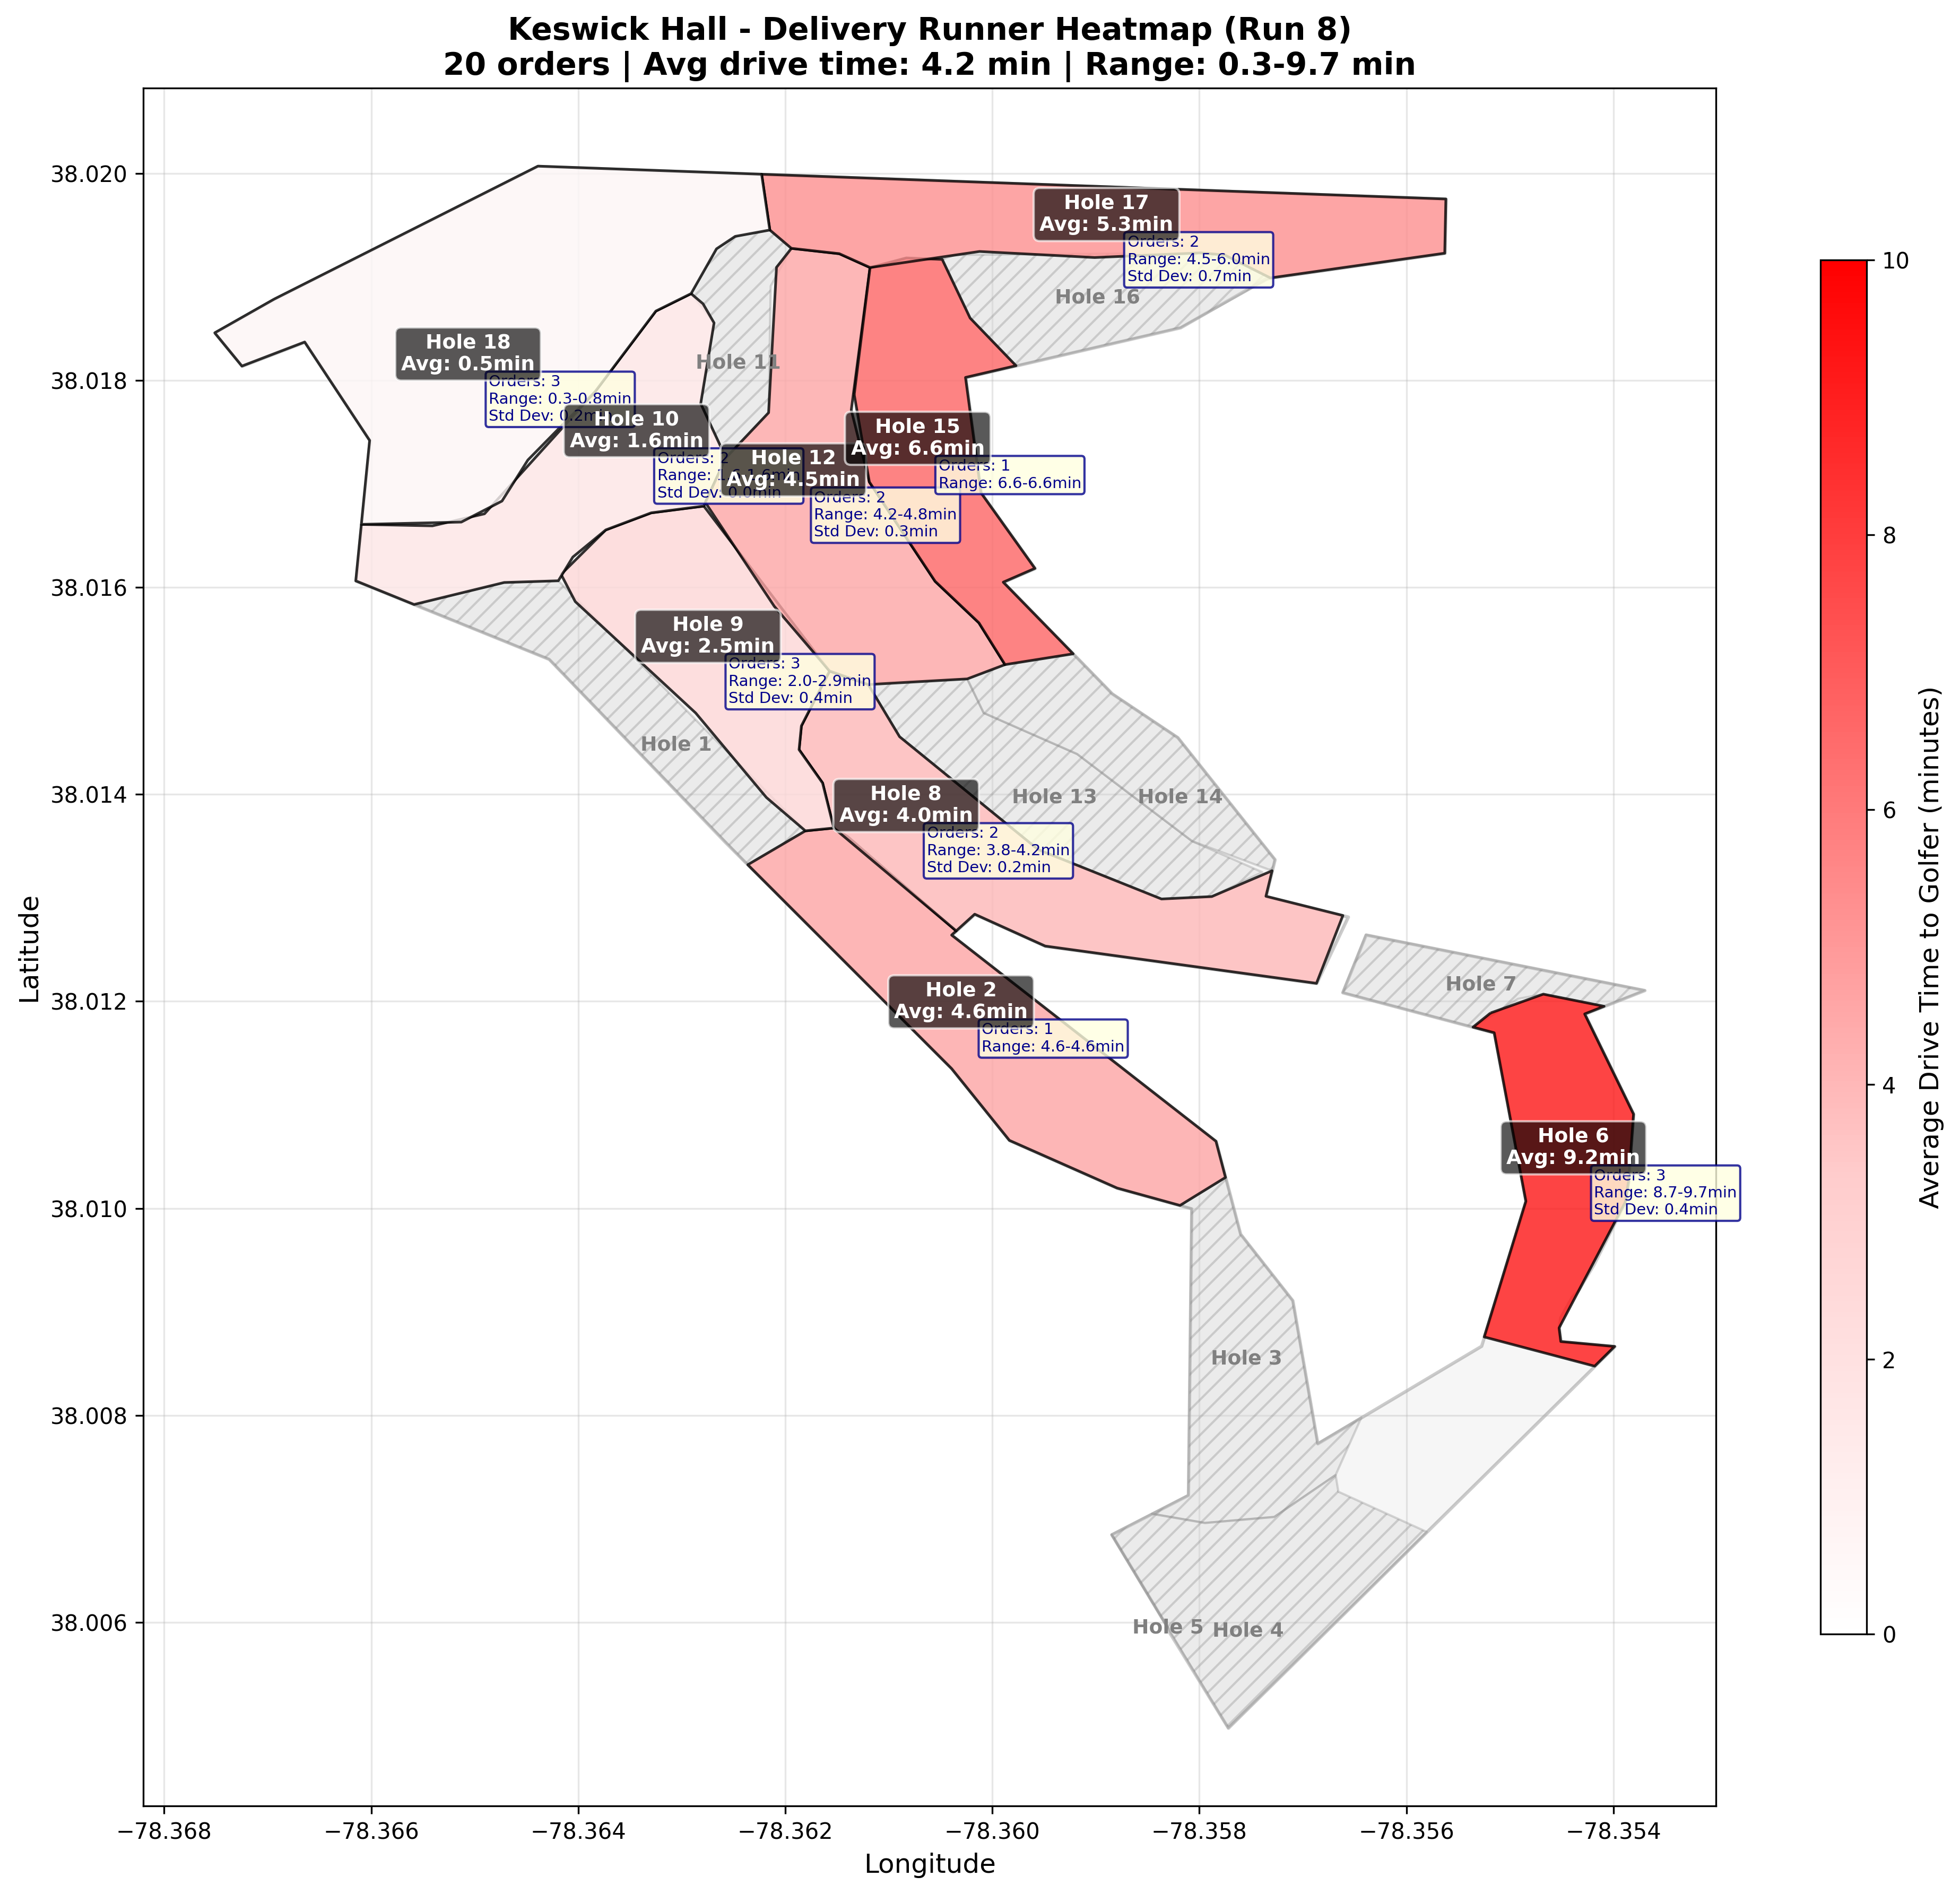 Keswick Hall - Delivery Runner Heatmap (Run 8)
20 orders | Avg drive time: 4.2 min | Range: 0.3-9.7 min
38.020
38.018
38.016
38.014
38.012
38.010
38.008
38.006
Latitude
Hole 17
Avg: 5.3min
Orders: 2
Range: 4.5-6.0min
Std Dev: 0.7min
Hole 16
Hole 18
Avg: 0.5min
Orders: 3
Range: 0.3-0.8min
Std Dev: 0.2min
Hole 11
Hole 10
Avg: 1.6min
Orders: 2
Range: 1.6-1.6min
Std Dev: 0.0min
Hole 15
Avg: 6.6min
Orders: 1
Range: 6.6-6.6min
Hole 12
Avg: 4.5min
Orders: 2
Range: 4.2-4.8min
Std Dev: 0.3min
Hole 9
Avg: 2.5min
Orders: 3
Range: 2.0-2.9min
Std Dev: 0.4min
Hole 1
Hole 8
Avg: 4.0min
Orders: 2
Range: 3.8-4.2min
Std Dev: 0.2min
Hole 13
Hole 14
Hole 2
Avg: 4.6min
Orders: 1
Range: 4.6-4.6min
Hole 7
Hole 6
Avg: 9.2min
Orders: 3
Range: 8.7-9.7min
Std Dev: 0.4min
Hole 3
Hole 5
Hole 4
−78.368
−78.366
−78.364
−78.362
−78.360
−78.358
−78.356
−78.354
Longitude
10
8
6
4
2
0
Average Drive Time to Golfer (minutes)